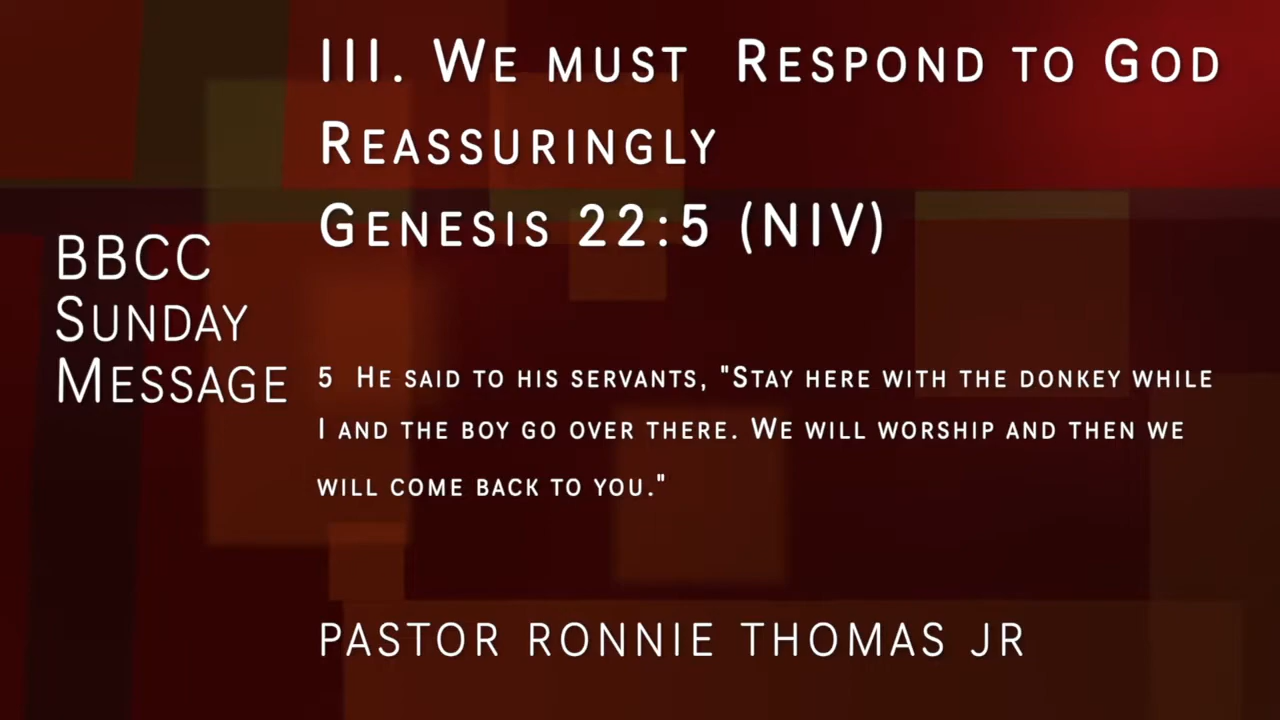 III. We must  Respond to God
Reassuringly
Genesis 22:5 (NIV)
BBCC
Sunday
Message
5  He said to his servants, "Stay here with the donkey while
I and the boy go over there. We will worship and then we
will come back to you."
PASTOR RONNIE THOMAS JR